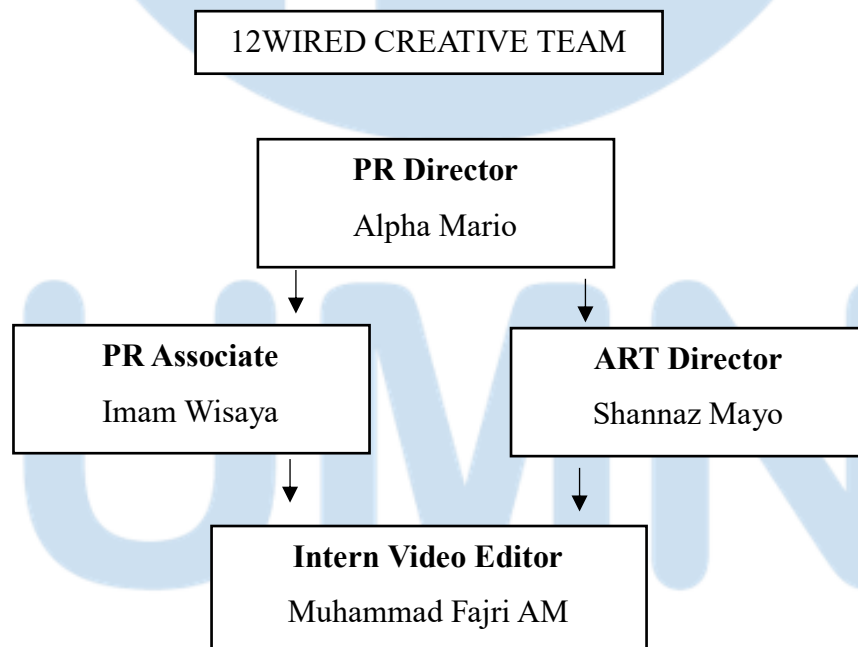 12WIRED CREATIVE TEAM
PR Director
Alpha Mario
PR Associate
Imam Wisaya
ART Director
Shannaz Mayo
Intern Video Editor
Muhammad Fajri AM
UMN